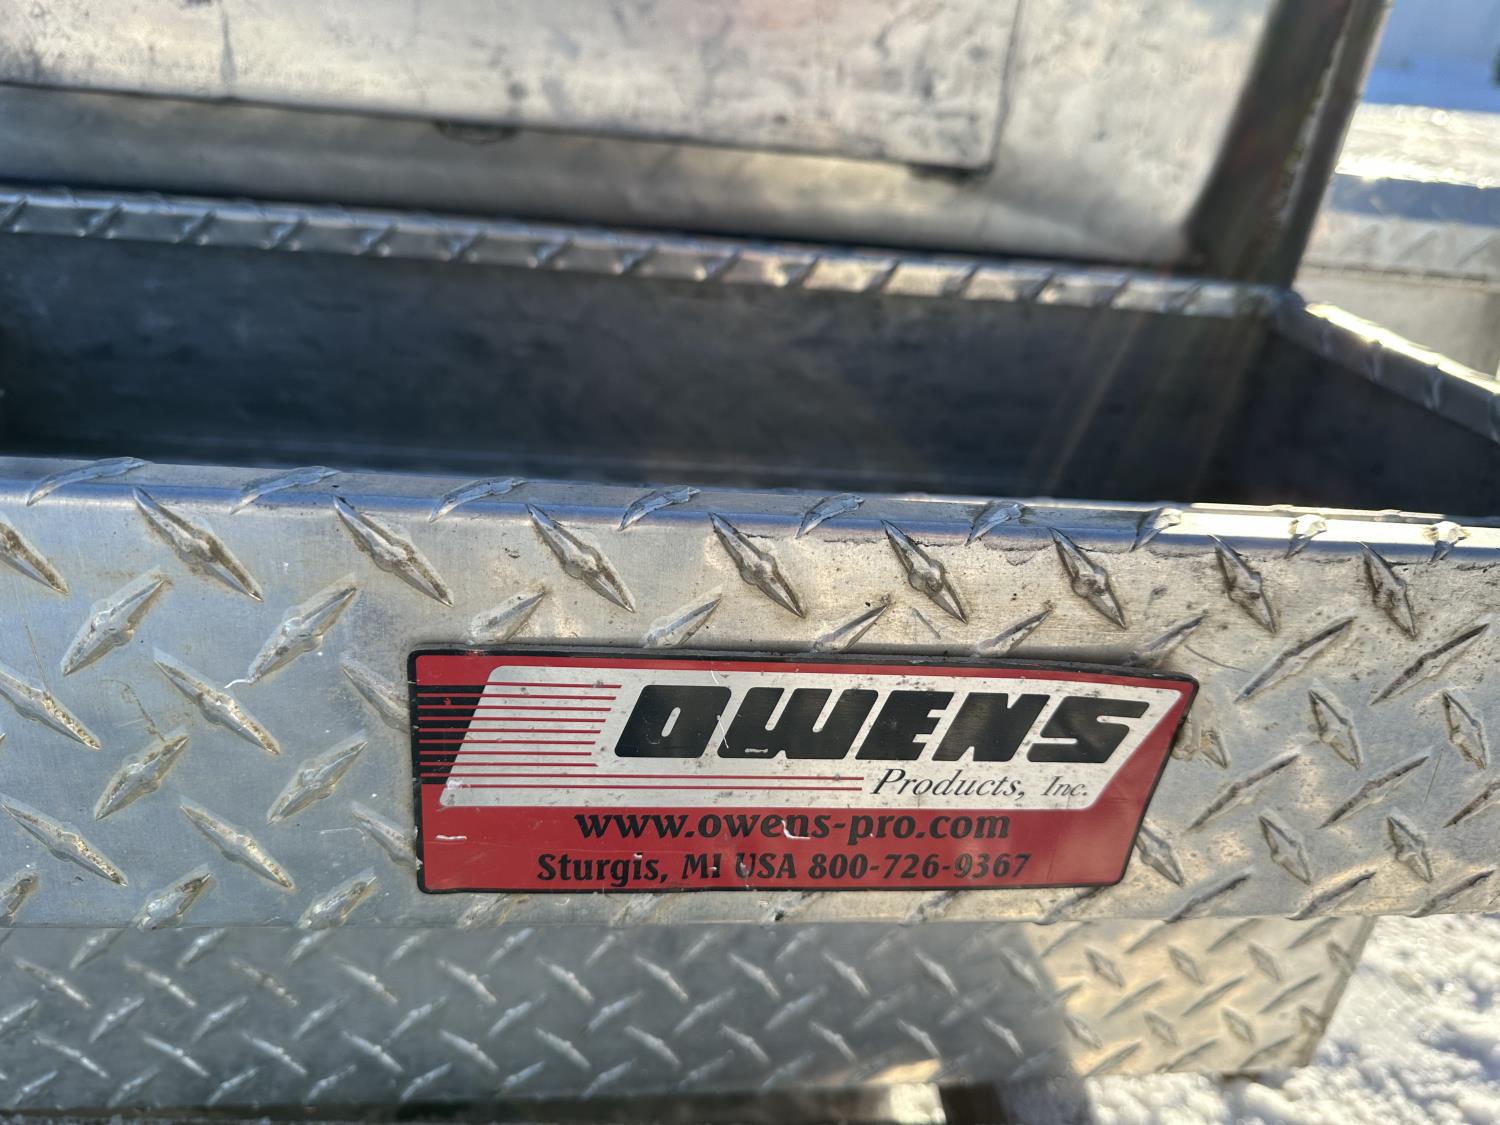 OWENS
Products, Inc.
www.owens-pro.com
Sturgis, MI USA 800-726-9367